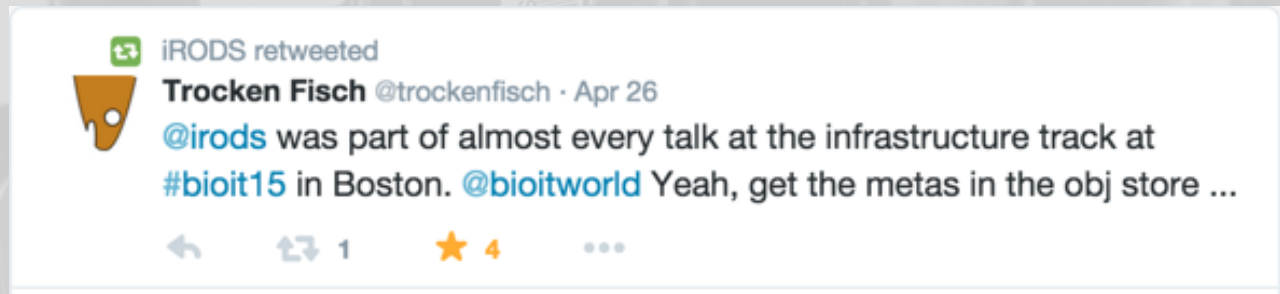 iRODS retweeted
Trocken Fisch @trockenfisch · Apr 26
@irods was part of almost every talk at the infrastructure track at
#bioit15 in Boston. @bioitworld Yeah, get the metas in the obj store ...
1 4